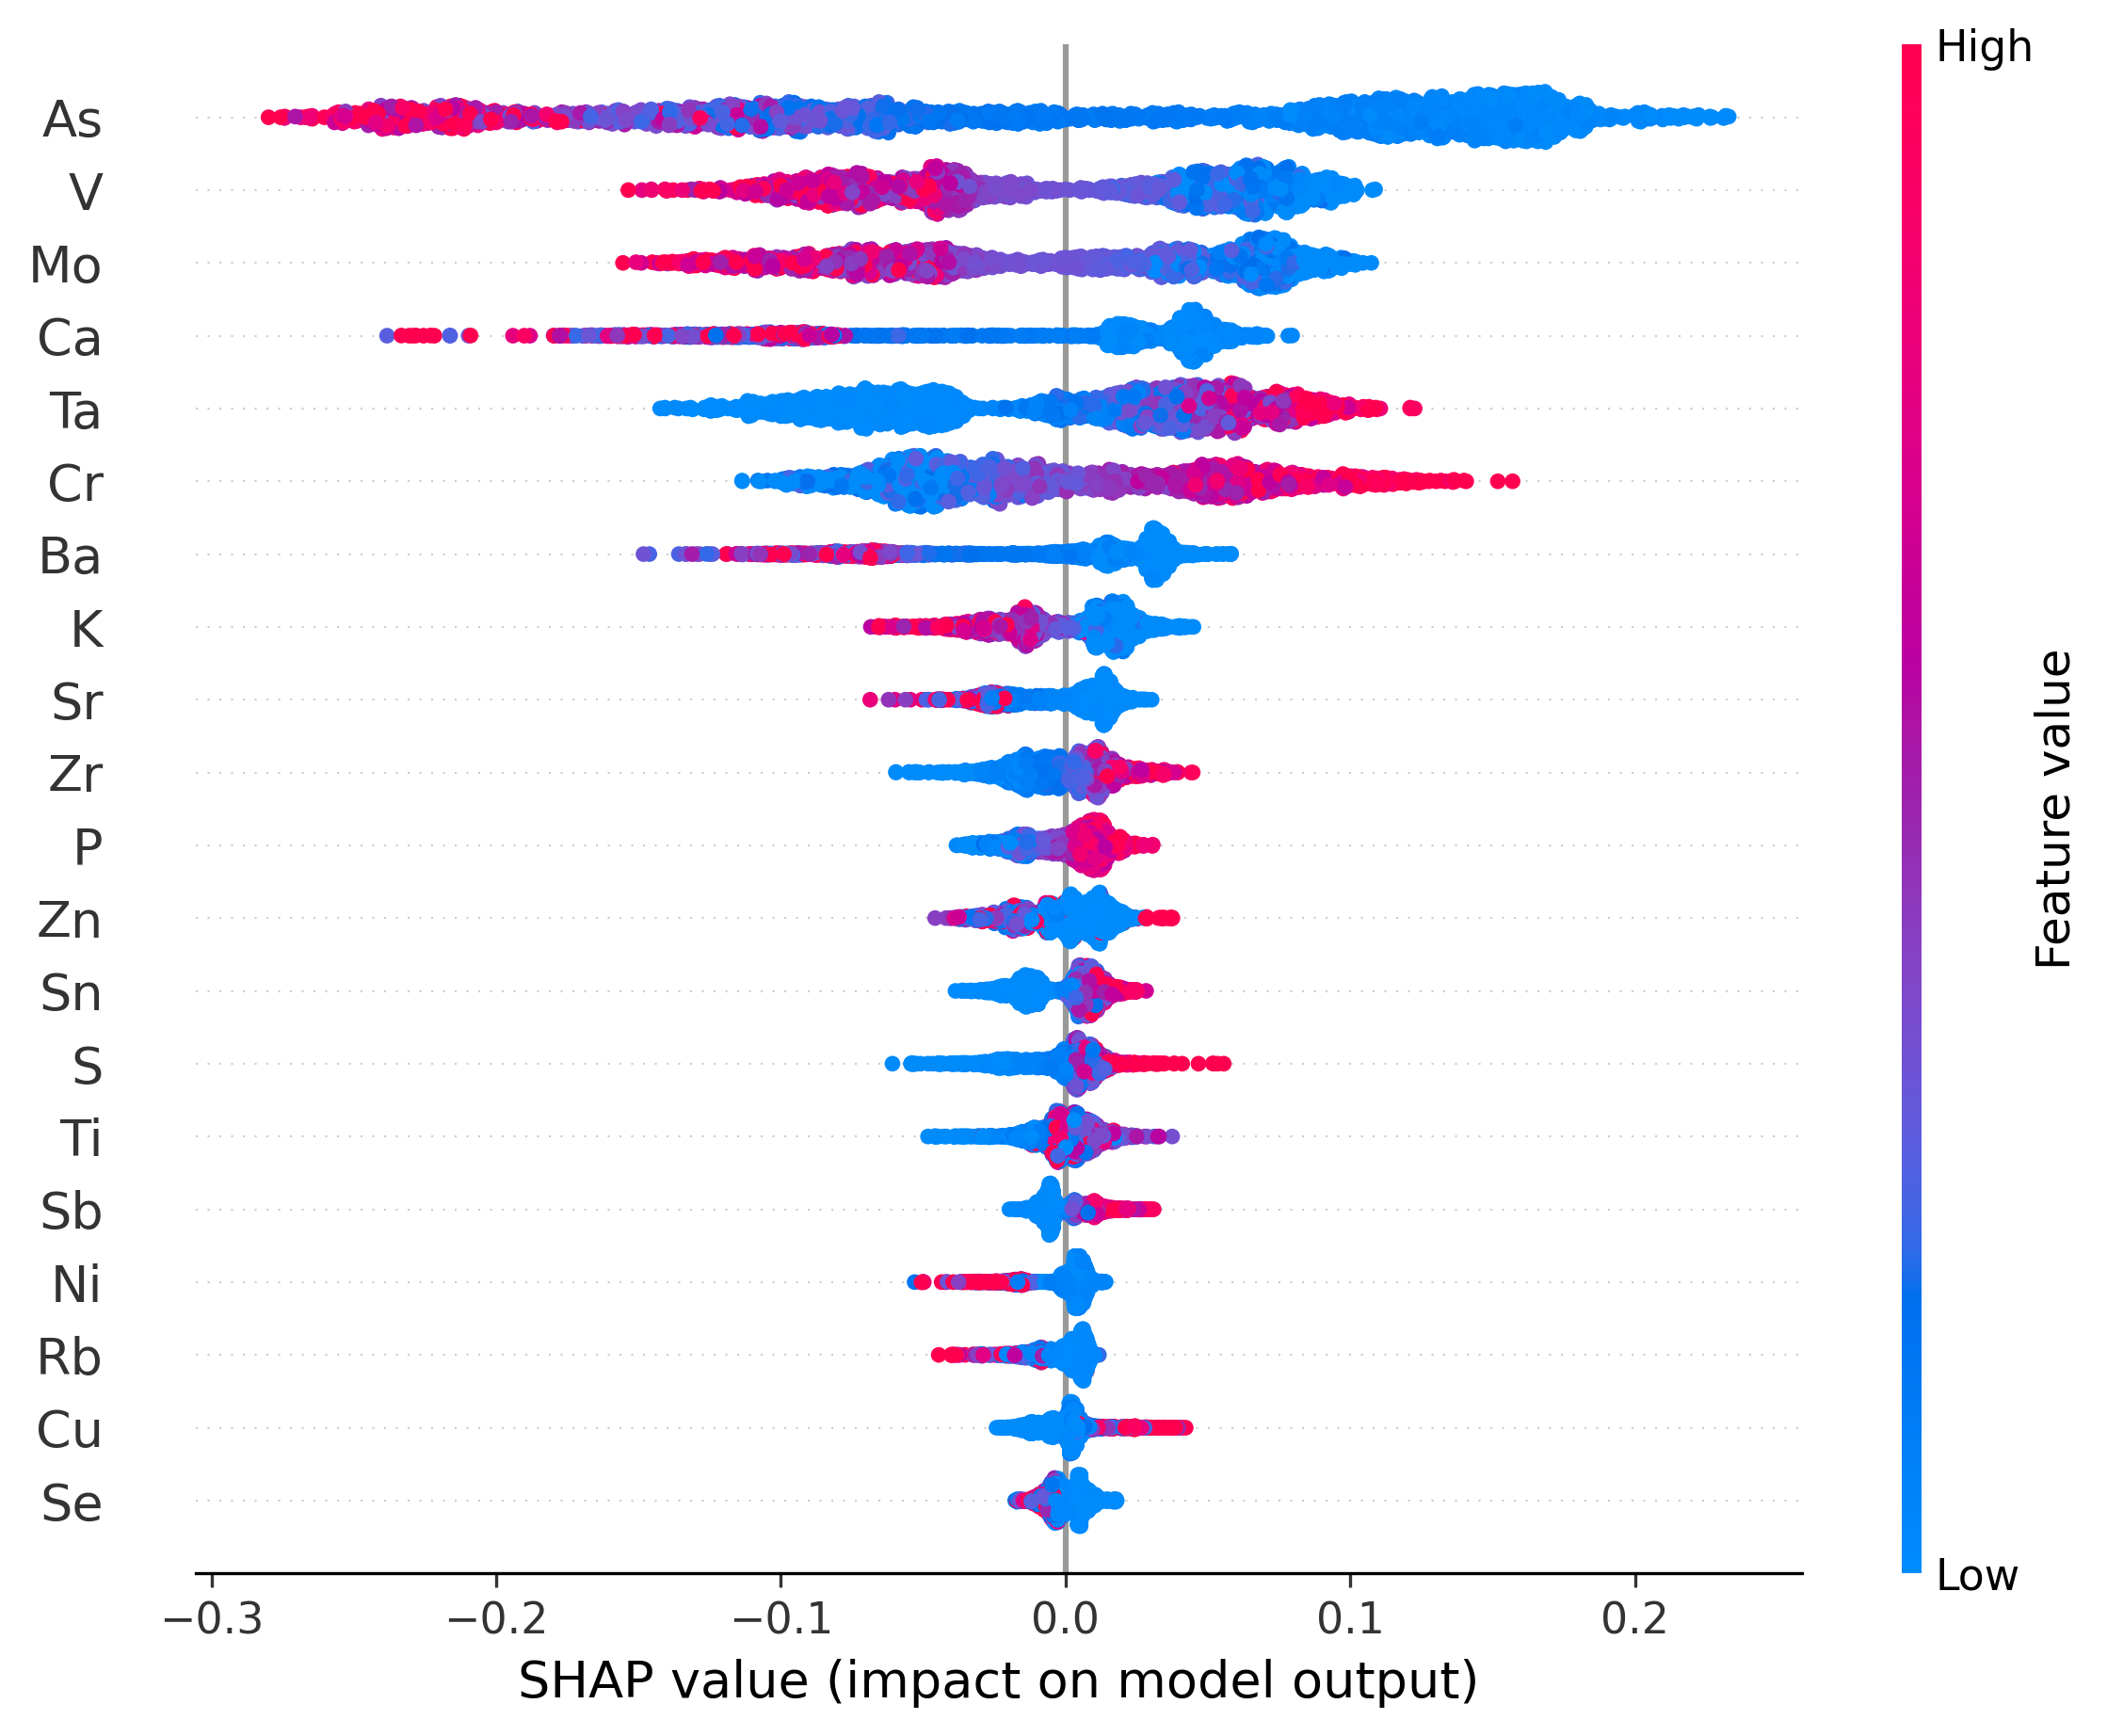 High
As
V
Mo
Ca
Ta
Cr
Ba
K
Sr
Zr
P
Zn
Sn
S
Ti
Sb
Ni
Rb
Cu
Se
Feature value
Low
−0.3 −0.2 −0.1 0.0 0.1 0.2
SHAP value (impact on model output)